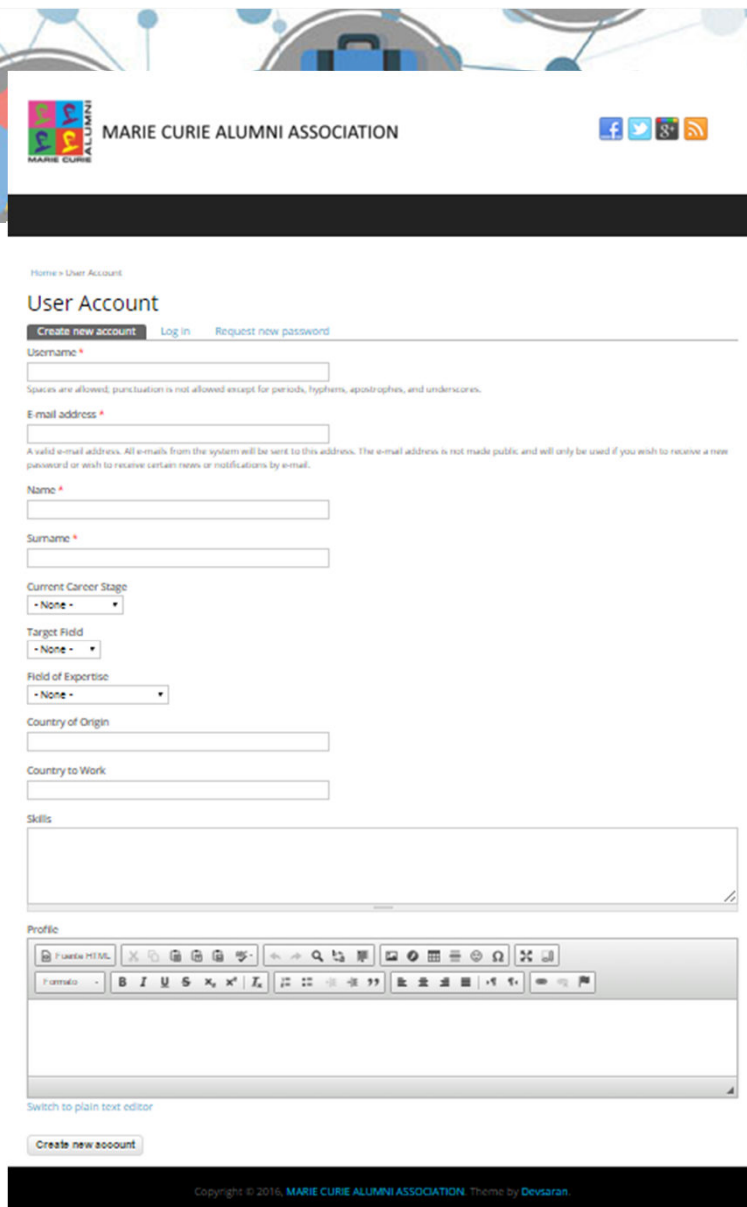 MARIE CURIE
ALUMNI
MARIE CURIE ALUMNI ASSOCIATION
Home » User Account
User Account
Create new account Log in Request new password
Username *
Spaces are allowed; punctuation is not allowed except for periods, hyphens, apostrophes, and underscores.
E-mail address *
A valid e-mail address. All e-mails from the system will be sent to this address. The e-mail address is not made public and will only be used if you wish to receive a new
password or wish to receive certain news or notifications by e-mail.
Name *
Surname *
Current Career Stage
- None -
Target Field
- None -
Field of Expertise
- None -
Country of Origin
Country to Work
Skills
Profile
Fuente HTML
Formato
Switch to plain text editor
Create new account
Copyright © 2016, MARIE CURIE ALUMNI ASSOCIATION. Theme by Devsaran.